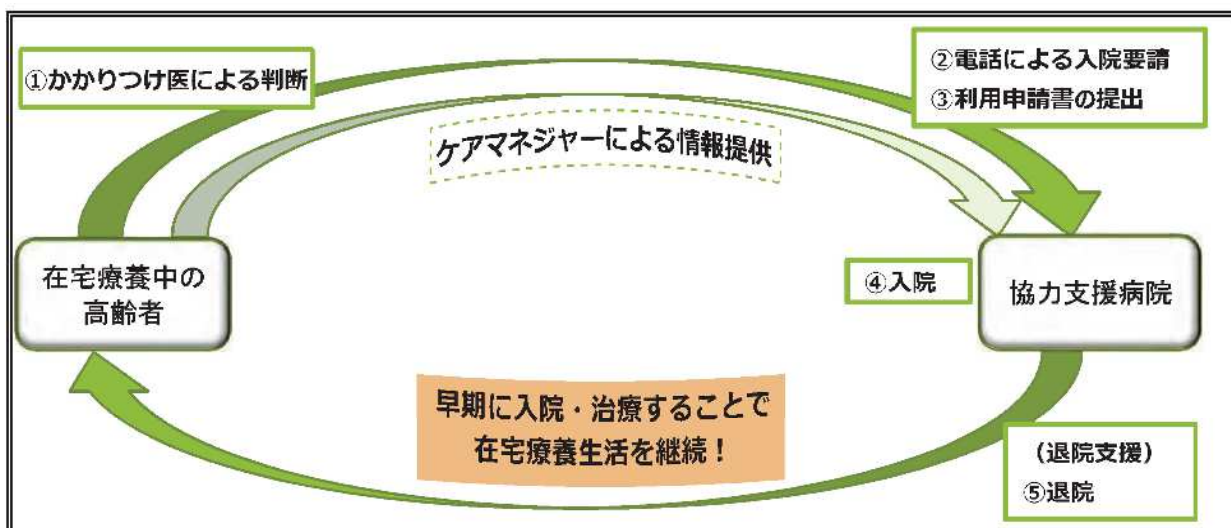 ①かかりつけ医による判断
②電話による入院要請
③利用申請書の提出
ケアマネジャーによる情報提供
在宅療養中の
高齢者
④入院
協力支援病院
早期に入院・治療することで
在宅療養生活を継続！
（退院支援）
⑤退院